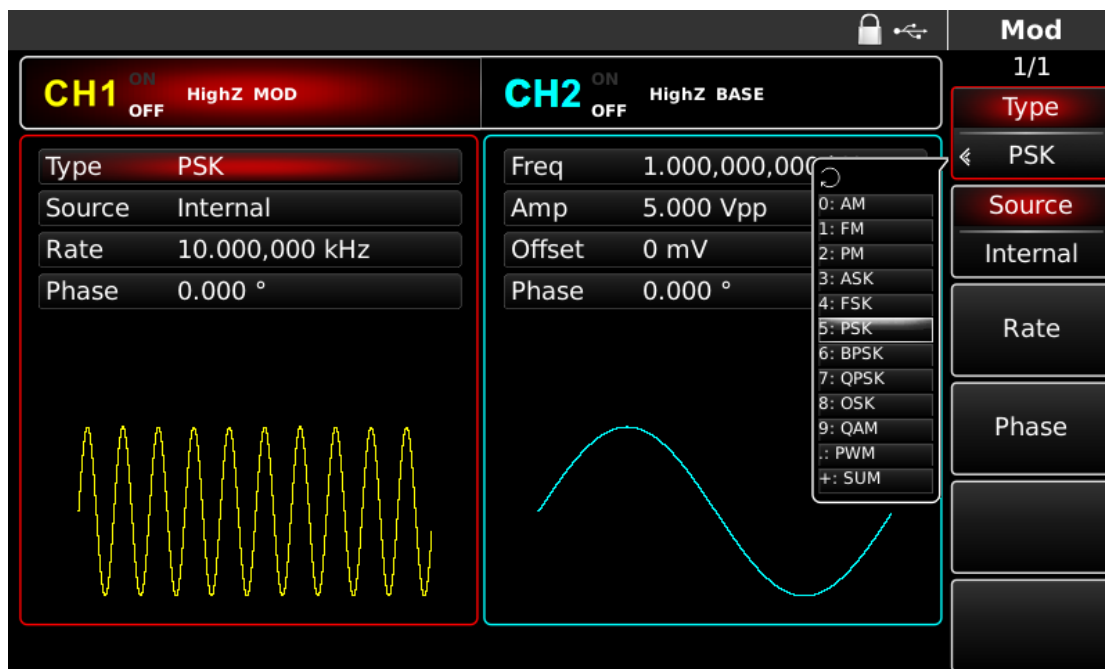 Mod
1/1
CH1 ON OFF HighZ MOD
CH2 ON OFF HighZ BASE
Type PSK
Source Internal
Rate 10.000,000 kHz
Phase 0.000 °
Freq 1.000,000,000
Amp 5.000 Vpp
Offset 0 mV
Phase 0.000 °
0: AM
1: FM
2: PM
3: ASK
4: FSK
5: PSK
6: BPSK
7: QPSK
8: OSK
9: QAM
.: PWM
+: SUM
Type
PSK
Source
Internal
Rate
Phase